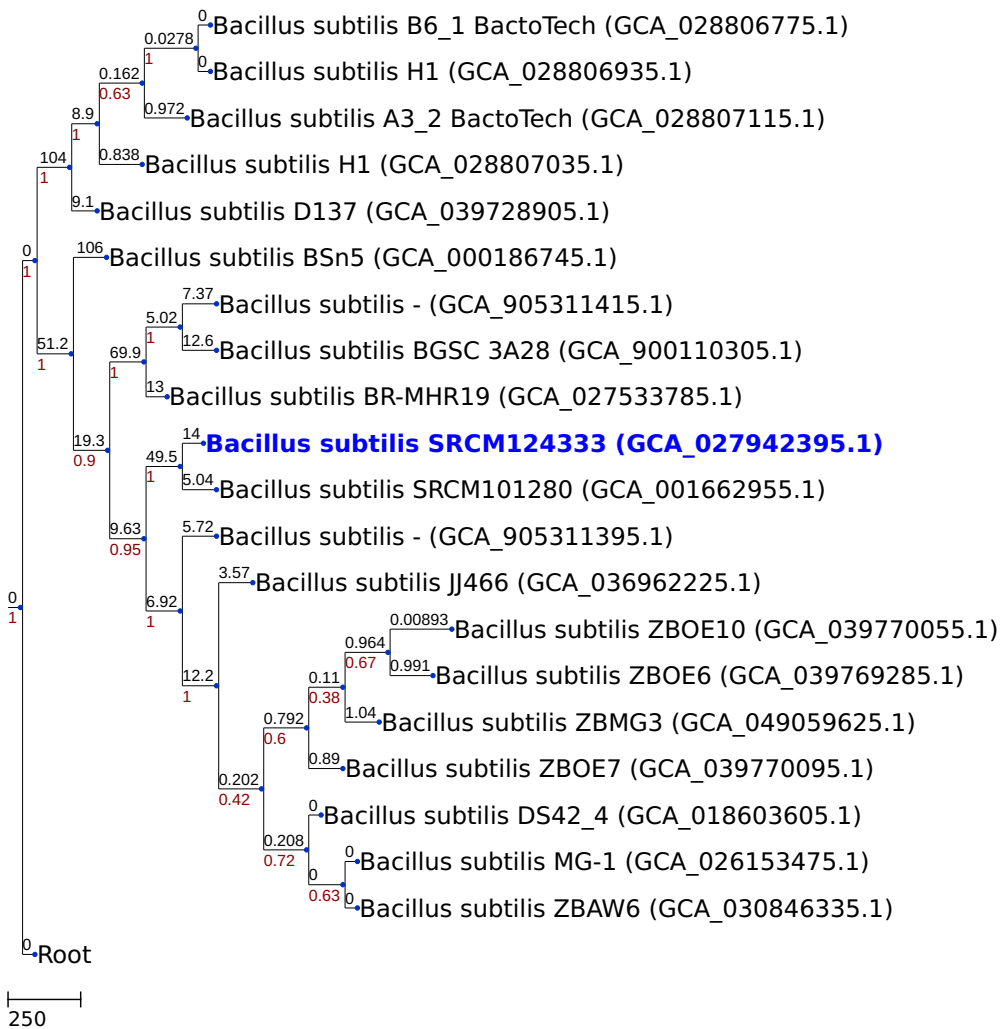 0
Bacillus subtilis B6_1 BactoTech (GCA_028806775.1)
0.0278
1
0
Bacillus subtilis H1 (GCA_028806935.1)
0.162
0.63
0.972
Bacillus subtilis A3_2 BactoTech (GCA_028807115.1)
8.9
1
0.838
Bacillus subtilis H1 (GCA_028807035.1)
104
1
9.1
Bacillus subtilis D137 (GCA_039728905.1)
0
1
106
Bacillus subtilis BSn5 (GCA_000186745.1)
7.37
Bacillus subtilis - (GCA_905311415.1)
5.02
1
51.2
1
12.6
Bacillus subtilis BGSC 3A28 (GCA_900110305.1)
69.9
1
13
Bacillus subtilis BR-MHR19 (GCA_027533785.1)
19.3
0.9
14
Bacillus subtilis SRCM124333 (GCA_027942395.1)
49.5
1
5.04
Bacillus subtilis SRCM101280 (GCA_001662955.1)
9.63
0.95
5.72
Bacillus subtilis - (GCA_905311395.1)
0
1
6.92
1
3.57
Bacillus subtilis JJ466 (GCA_036962225.1)
0.00893
Bacillus subtilis ZBOE10 (GCA_039770055.1)
0.964
0.67
0.991
Bacillus subtilis ZBOE6 (GCA_039769285.1)
12.2
1
0.11
0.38
1.04
Bacillus subtilis ZBMG3 (GCA_049059625.1)
0.792
0.6
0.89
Bacillus subtilis ZBOE7 (GCA_039770095.1)
0.202
0.42
0
Bacillus subtilis DS42_4 (GCA_018603605.1)
0.208
0.72
0
Bacillus subtilis MG-1 (GCA_026153475.1)
0
0.63
0
Bacillus subtilis ZBAW6 (GCA_030846335.1)
0
Root
250